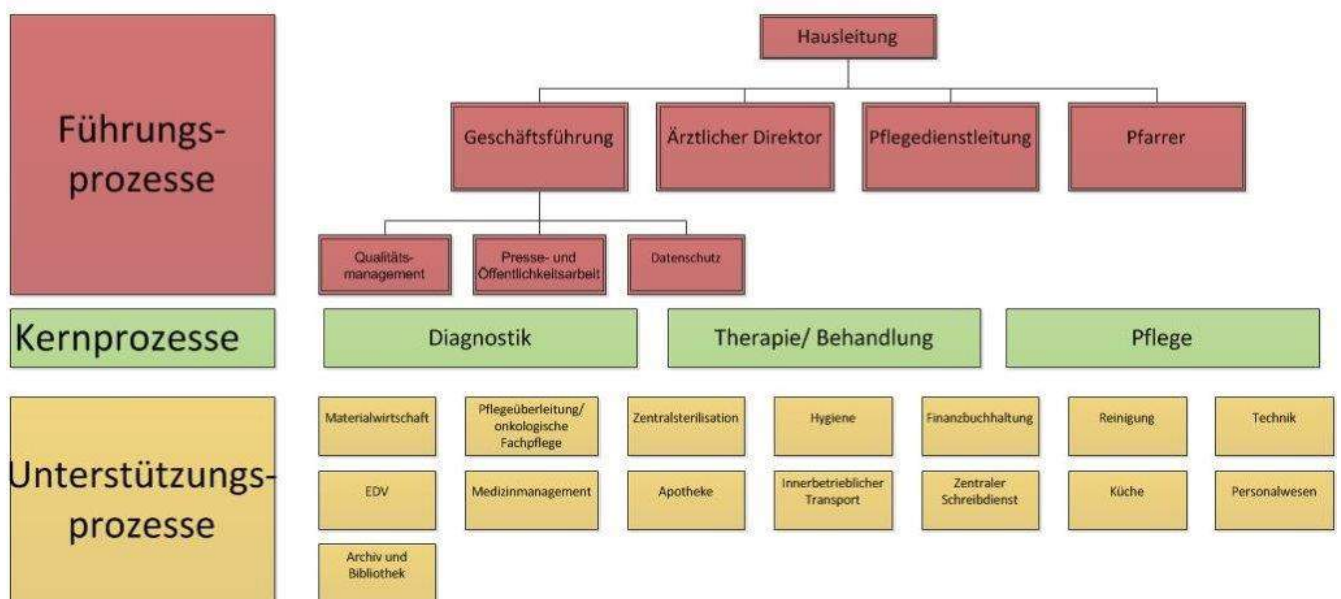 Führungs-
prozesse
Hausleitung
Geschäftsführung
Ärztlicher Direktor
Pflegedienstleitung
Pfarrer
Qualitäts-
management
Presse- und
Öffentlichkeitsarbeit
Datenschutz
Kernprozesse
Diagnostik
Therapie/ Behandlung
Pflege
Unterstützungs-
prozesse
Materialwirtschaft
Pflegeüberleitung/
onkologische
Fachpflege
Zentralsterilisation
Hygiene
Finanzbuchhaltung
Reinigung
Technik
EDV
Medizinmanagement
Apotheke
Innerbetrieblicher
Transport
Zentraler
Schreibdienst
Küche
Personalwesen
Archiv und
Bibliothek